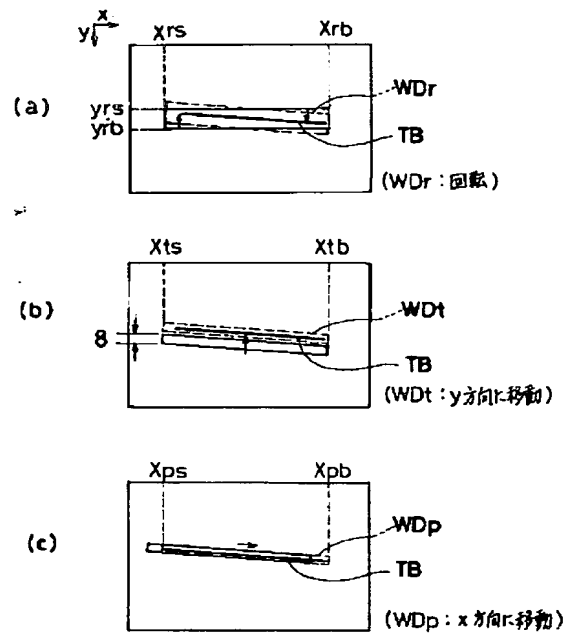 x
y
Xrs Xrb
(a)
yrs
yrb
WDr
TB
(WDr:回転)
Xts Xtb
(b)
8
WDt
TB
(WDt:y方向に移動)
Xps Xpb
(c)
WDp
TB
(WDp:x方向に移動)